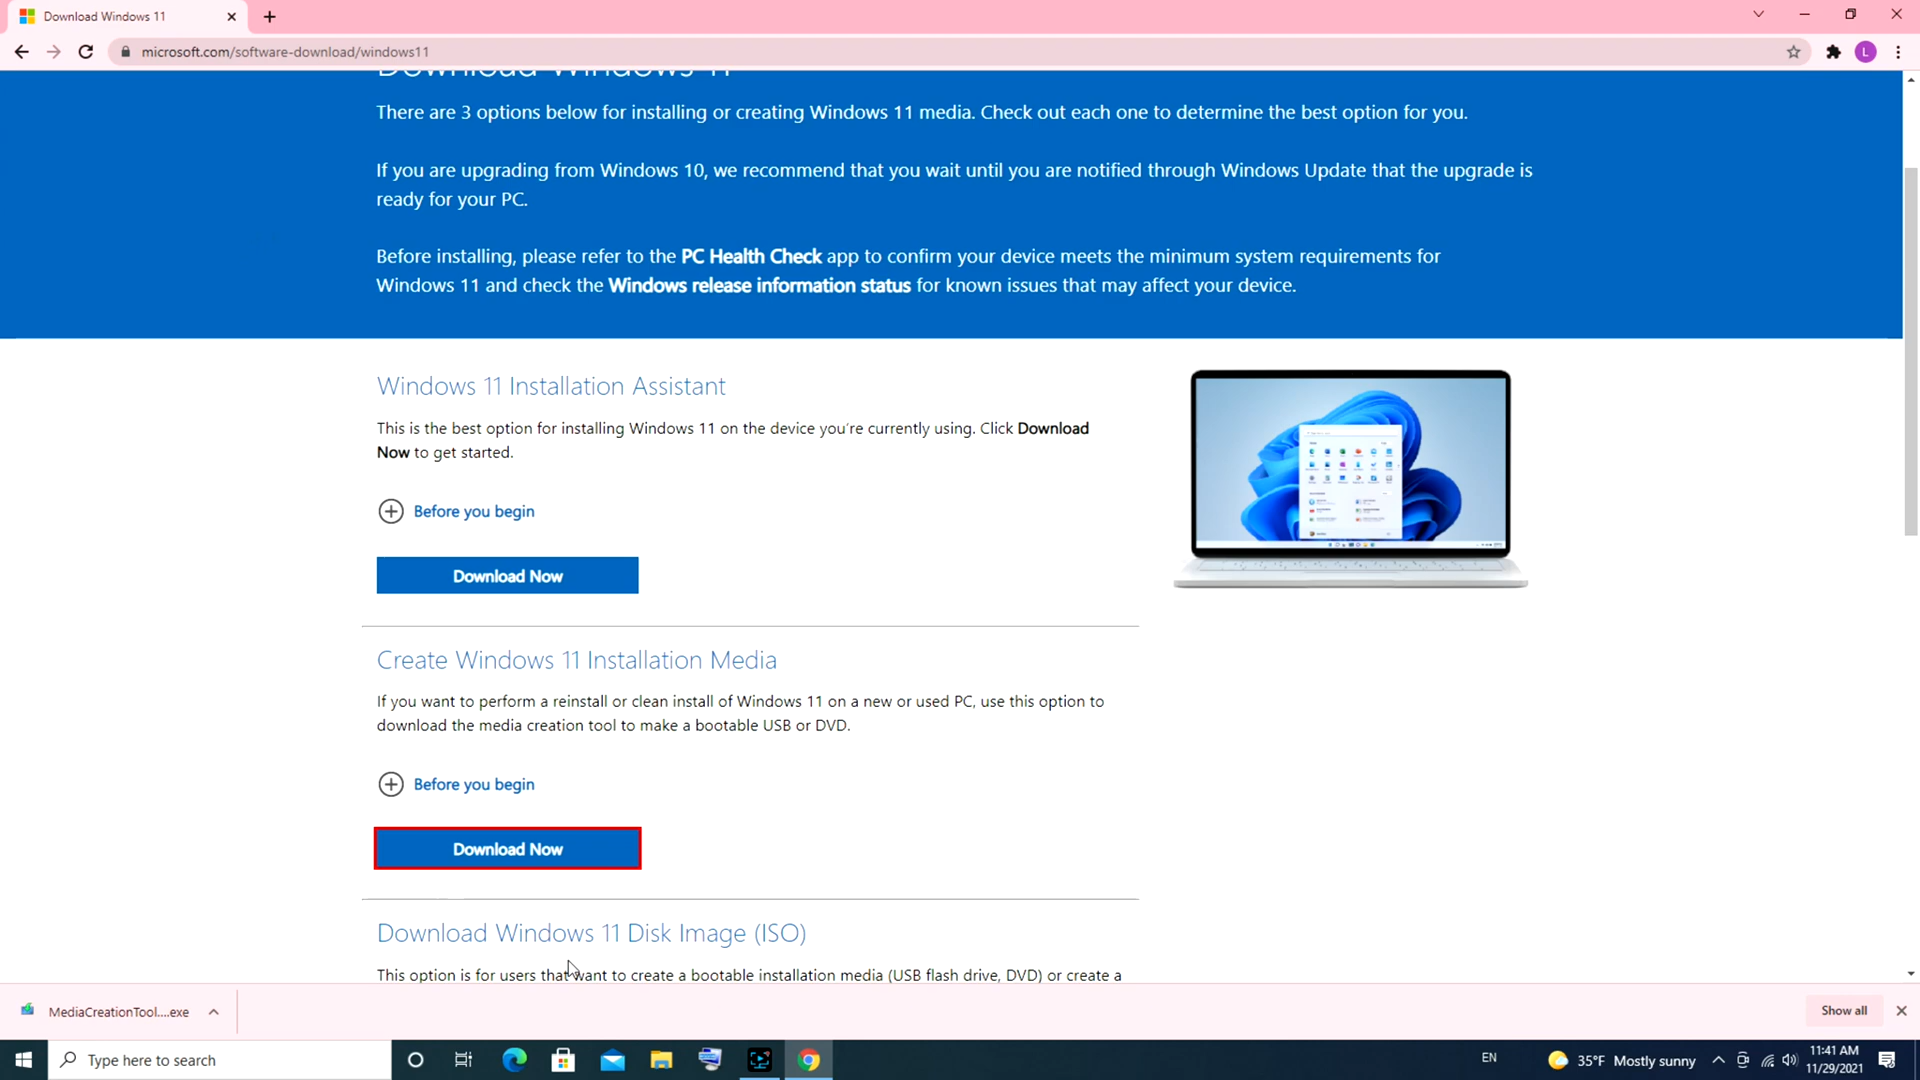 Download Windows 11
microsoft.com/software-download/windows11
L
Download Windows 11
There are 3 options below for installing or creating Windows 11 media. Check out each one to determine the best option for you.
If you are upgrading from Windows 10, we recommend that you wait until you are notified through Windows Update that the upgrade is
ready for your PC.
Before installing, please refer to the PC Health Check app to confirm your device meets the minimum system requirements for
Windows 11 and check the Windows release information status for known issues that may affect your device.
Windows 11 Installation Assistant
This is the best option for installing Windows 11 on the device you're currently using. Click Download
Now to get started.
Before you begin
Download Now
Create Windows 11 Installation Media
If you want to perform a reinstall or clean install of Windows 11 on a new or used PC, use this option to
download the media creation tool to make a bootable USB or DVD.
Before you begin
Download Now
Download Windows 11 Disk Image (ISO)
This option is for users that want to create a bootable installation media (USB flash drive, DVD) or create a
MediaCreationTool....exe
Show all
Type here to search
EN
35°F Mostly sunny
11:41 AM
11/29/2021